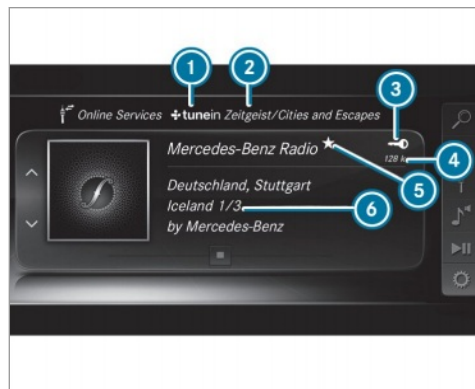 1
2
3
Online Services tunein Zeitgeist/Cities and Escapes
Mercedes-Benz Radio
128 k
4
Deutschland, Stuttgart
5
Iceland 1/3
6
by Mercedes-Benz